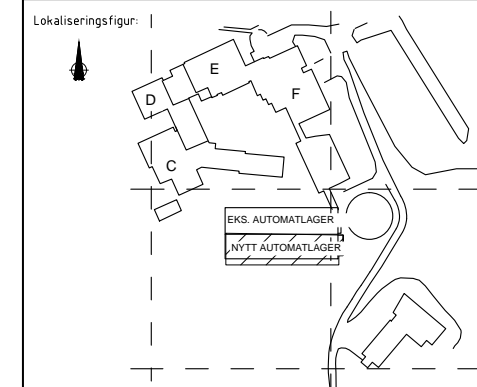 Lokaliseringsfigur:
E
D
F
C
EKS. AUTOMATLAGER
NYTT AUTOMATLAGER